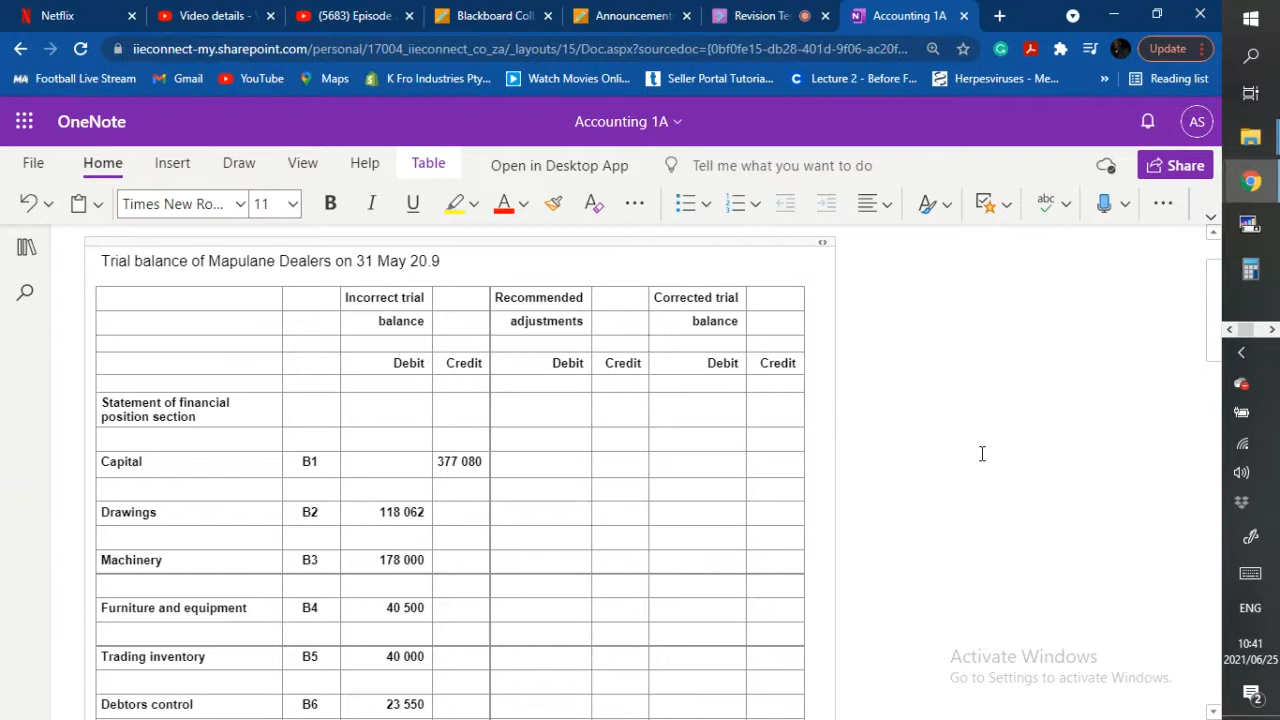 Netflix
Video details -
(5683) Episode
Blackboard Coll
Announcement
Revision Te
Accounting 1A
iieconnect-my.sharepoint.com/personal/17004_iieconnect_co_za/_layouts/15/Doc.aspx?sourcedoc={0bf0fe15-db28-401d-9f06-ac20f...
Update
Football Live Stream
Gmail
YouTube
Maps
K Fro Industries Pty...
Watch Movies Onli...
Seller Portal Tutoria...
Lecture 2 - Before F...
Herpesviruses - Me...
Reading list
OneNote
Accounting 1A
AS
File Home Insert Draw View Help Table Open in Desktop App Tell me what you want to do Share
Times New Ro... 11 B I U A abc
Trial balance of Mapulane Dealers on 31 May 20.9
Incorrect trial Recommended Corrected trial
balance adjustments balance
Debit Credit Debit Credit Debit Credit
Statement of financial
position section
Capital B1 377 080
Drawings B2 118 062
Machinery B3 178 000
Furniture and equipment B4 40 500
Trading inventory B5 40 000
Debtors control B6 23 550
Activate Windows
Go to Settings to activate Windows.
ENG
10:41
2021/06/25
2